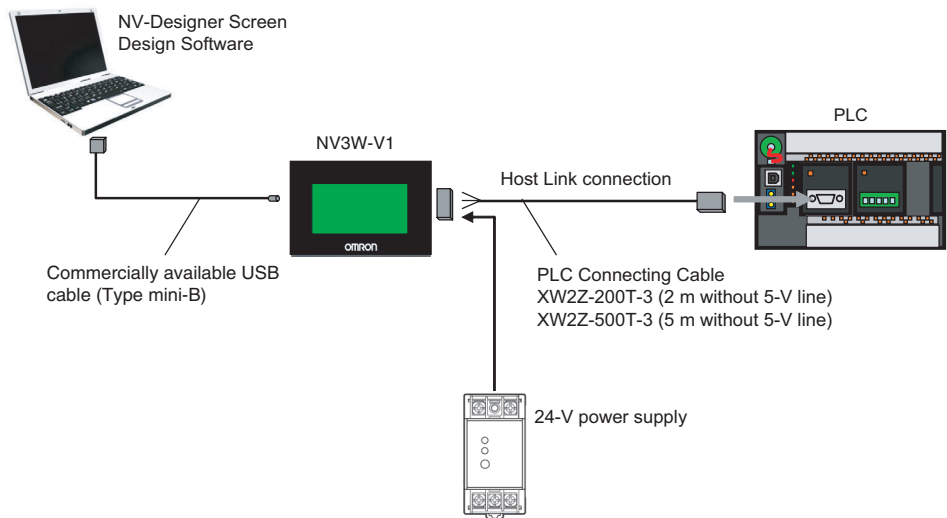 NV-Designer Screen
Design Software
NV3W-V1
PLC
Host Link connection
OMRON
Commercially available USB
cable (Type mini-B)
PLC Connecting Cable
XW2Z-200T-3 (2 m without 5-V line)
XW2Z-500T-3 (5 m without 5-V line)
24-V power supply